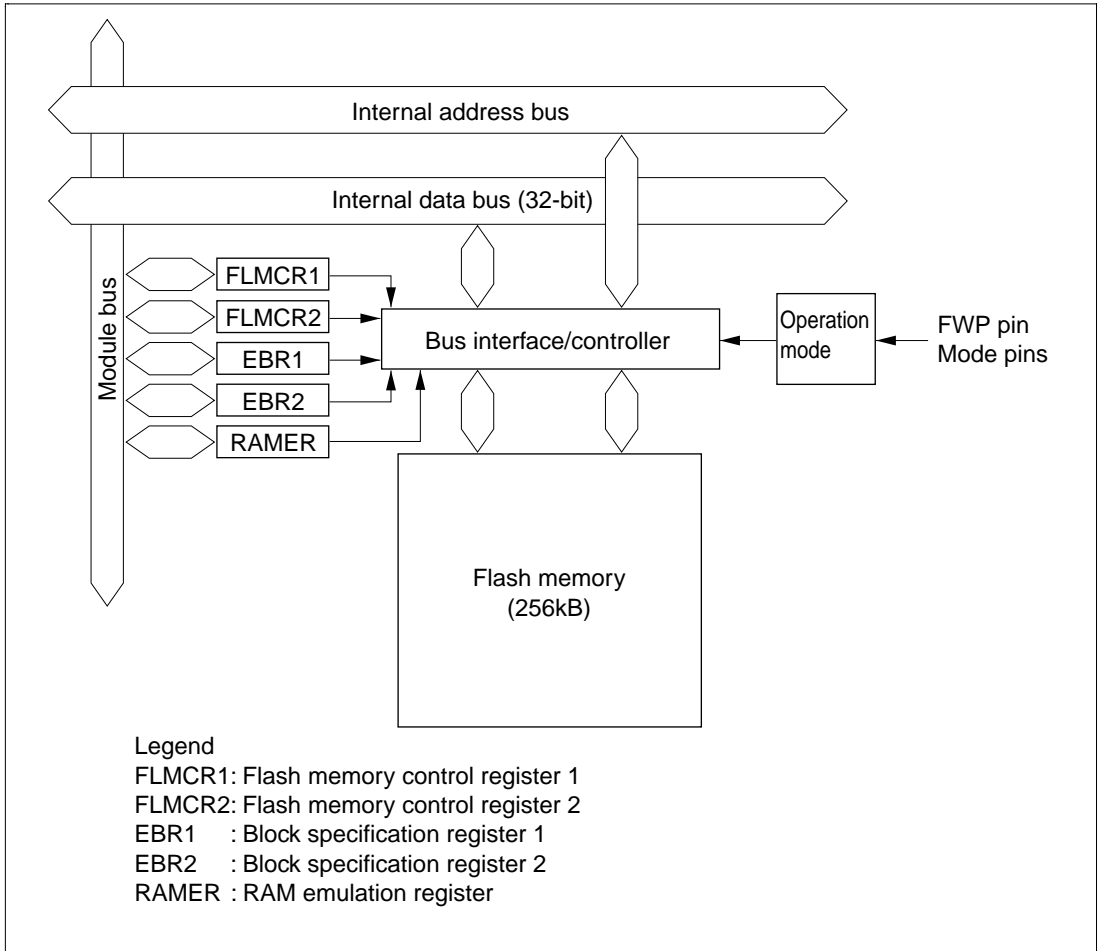 Internal address bus
Internal data bus (32-bit)
Module bus
FLMCR1
FLMCR2
EBR1
EBR2
RAMER
Bus interface/controller
Operation
mode
FWP pin
Mode pins
Flash memory
(256kB)
Legend
FLMCR1: Flash memory control register 1
FLMCR2: Flash memory control register 2
EBR1 : Block specification register 1
EBR2 : Block specification register 2
RAMER : RAM emulation register